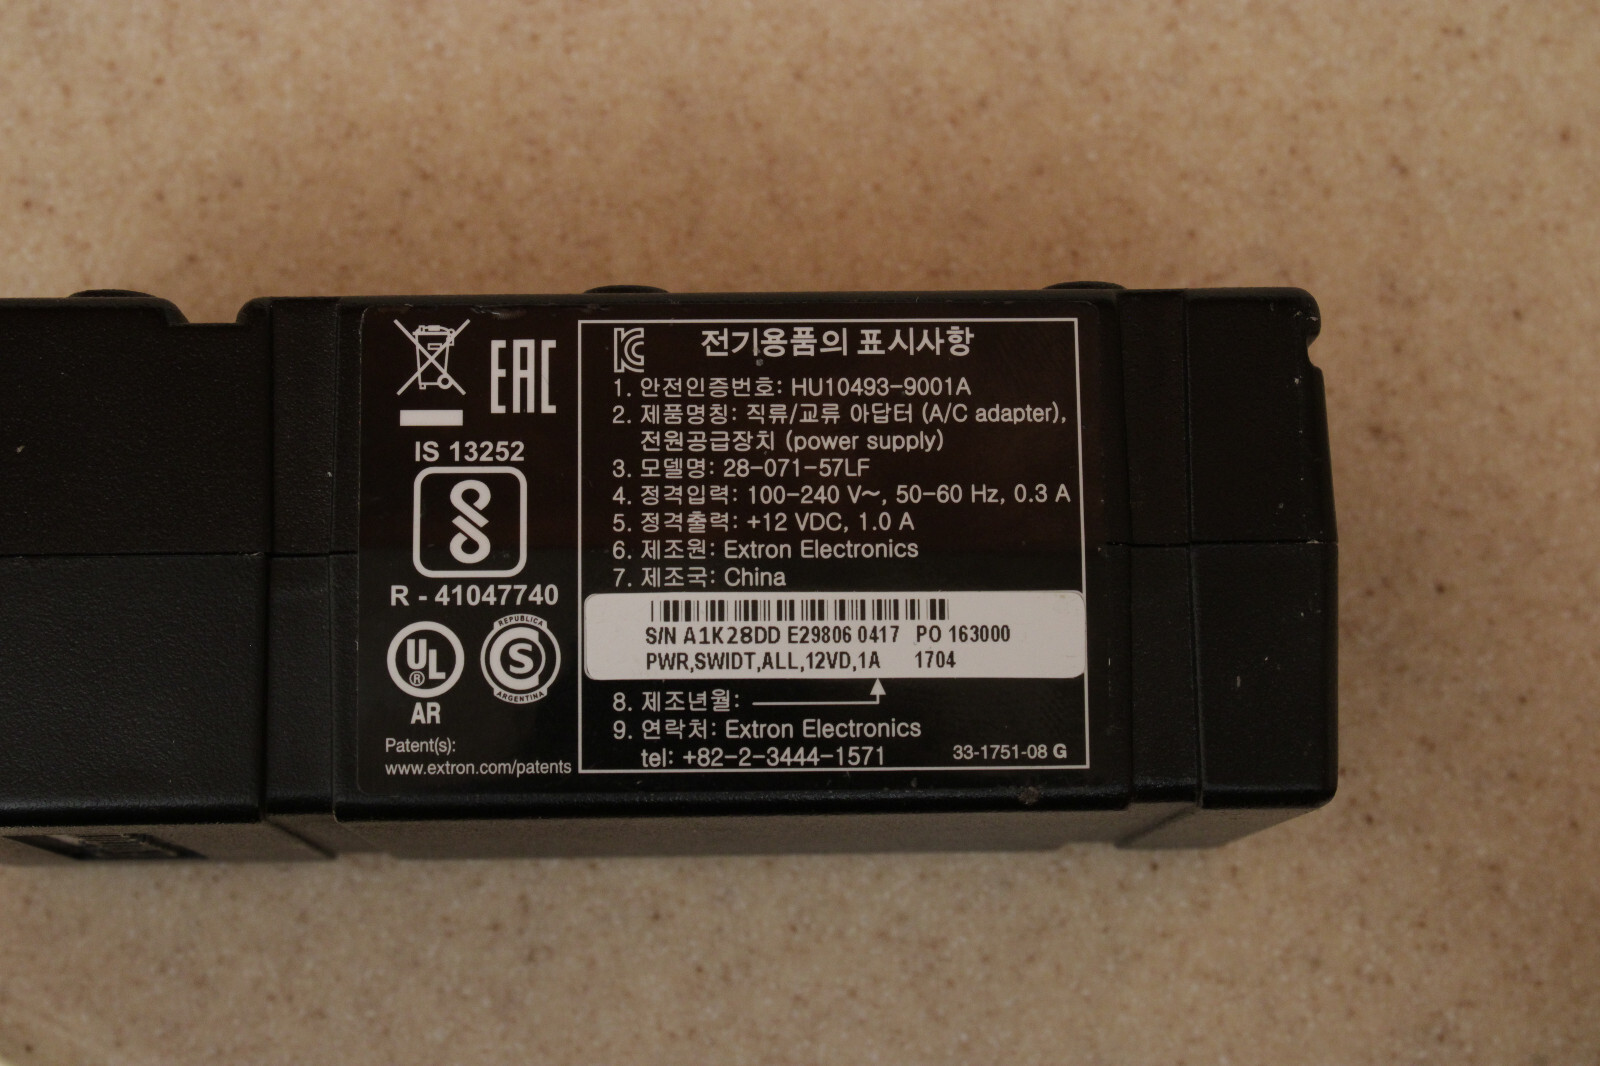 EAC
IS 13252
R - 41047740
UL
®
AR
REPUBLICA
S
ARGENTINA
Patent(s):
www.extron.com/patents
KC 전기용품의 표시사항
1. 안전인증번호: HU10493-9001A
2. 제품명칭: 직류/교류 아답터 (A/C adapter),
전원공급장치 (power supply)
3. 모델명: 28-071-57LF
4. 정격입력: 100-240 V~, 50-60 Hz, 0.3 A
5. 정격출력: +12 VDC, 1.0 A
6. 제조원: Extron Electronics
7. 제조국: China
S/N A1K28DD E29806 0417 PO 163000
PWR,SWIDT,ALL,12VD,1A 1704
8. 제조년월:
9. 연락처: Extron Electronics
tel: +82-2-3444-1571 33-1751-08 G